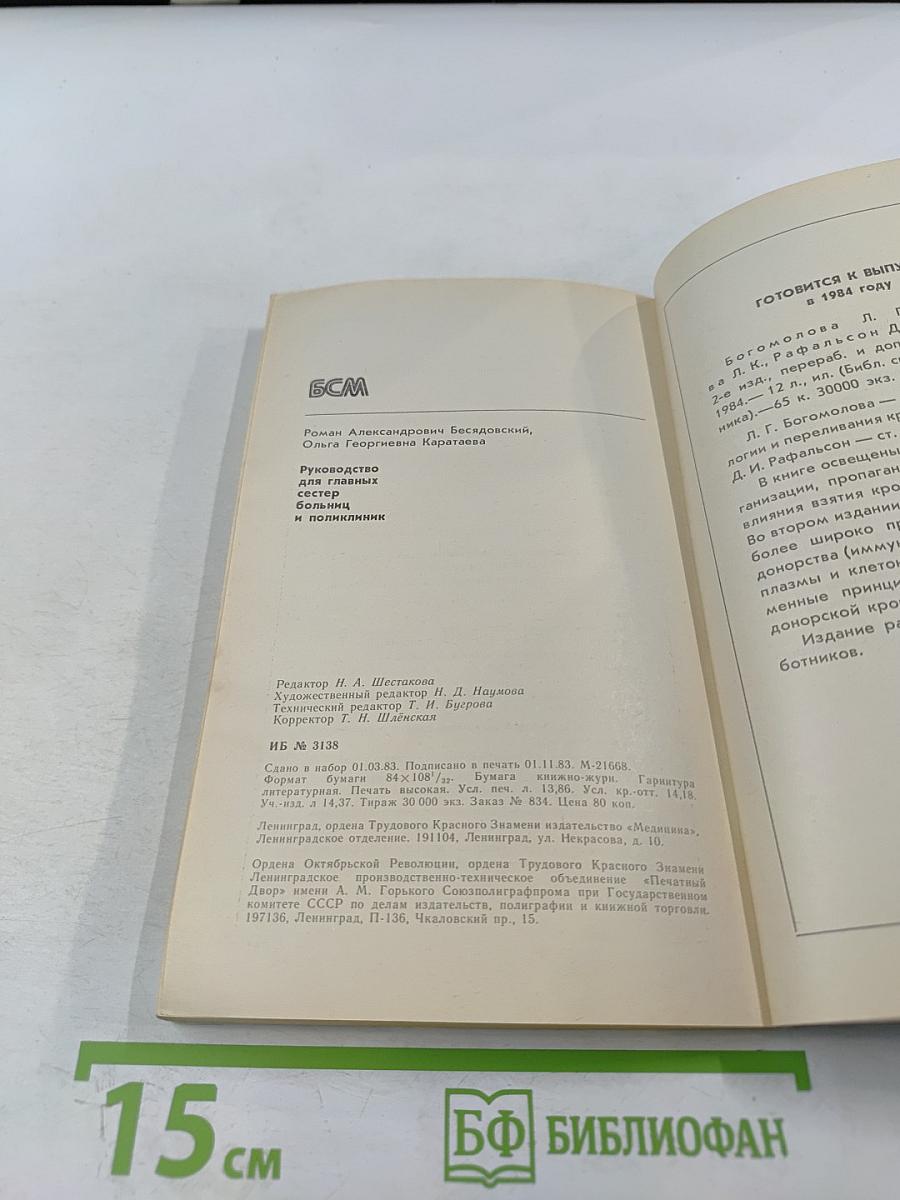 БСМ
Роман Александрович Бесядовский,
Ольга Георгиевна Каратаева
Руководство
для главных
сестер
больниц
и поликлиник
Редактор Н. А. Шестакова
Художественный редактор Н. Д. Наумова
Технический редактор Т. И. Бугрова
Корректор Т. Н. Шлёнская
ИБ № 3138
Сдано в набор 01.03.83. Подписано в печать 01.11.83. М-21668.
Формат бумаги 84×108¹/₃₂. Бумага книжно-журн. Гарнитура
литературная. Печать высокая. Усл. печ. л. 13,86. Усл. кр.-отт. 14,18.
Уч.-изд. л 14,37. Тираж 30 000 экз. Заказ № 834. Цена 80 коп.
Ленинград, ордена Трудового Красного Знамени издательство «Медицина»,
Ленинградское отделение. 191104, Ленинград, ул. Некрасова, д. 10.
Ордена Октябрьской Революции, ордена Трудового Красного Знамени
Ленинградское производственно-техническое объединение «Печатный
Двор» имени А. М. Горького Союзполиграфпрома при Государственном
комитете СССР по делам издательств, полиграфии и книжной торговли.
197136, Ленинград, П-136, Чкаловский пр., 15.
ГОТОВИТСЯ К ВЫПУ
в 1984 году
Богомолова Л. Г
ва Л. К., Рафальсон Д
2-е изд., перераб. и доп
1984.— 12 л., ил. (Библ. с
ника).—65 к. 30000 экз.
Л. Г. Богомолова —
логии и переливания к
Д. И. Рафальсон — ст.
В книге освещены
ганизации, пропаган
влияния взятия кро
Во втором издании
более широко пр
донорства (имму
плазмы и клето
менные принци
донорской кро
Издание ра
ботников.
15 см
БФ БИБЛИОФАН